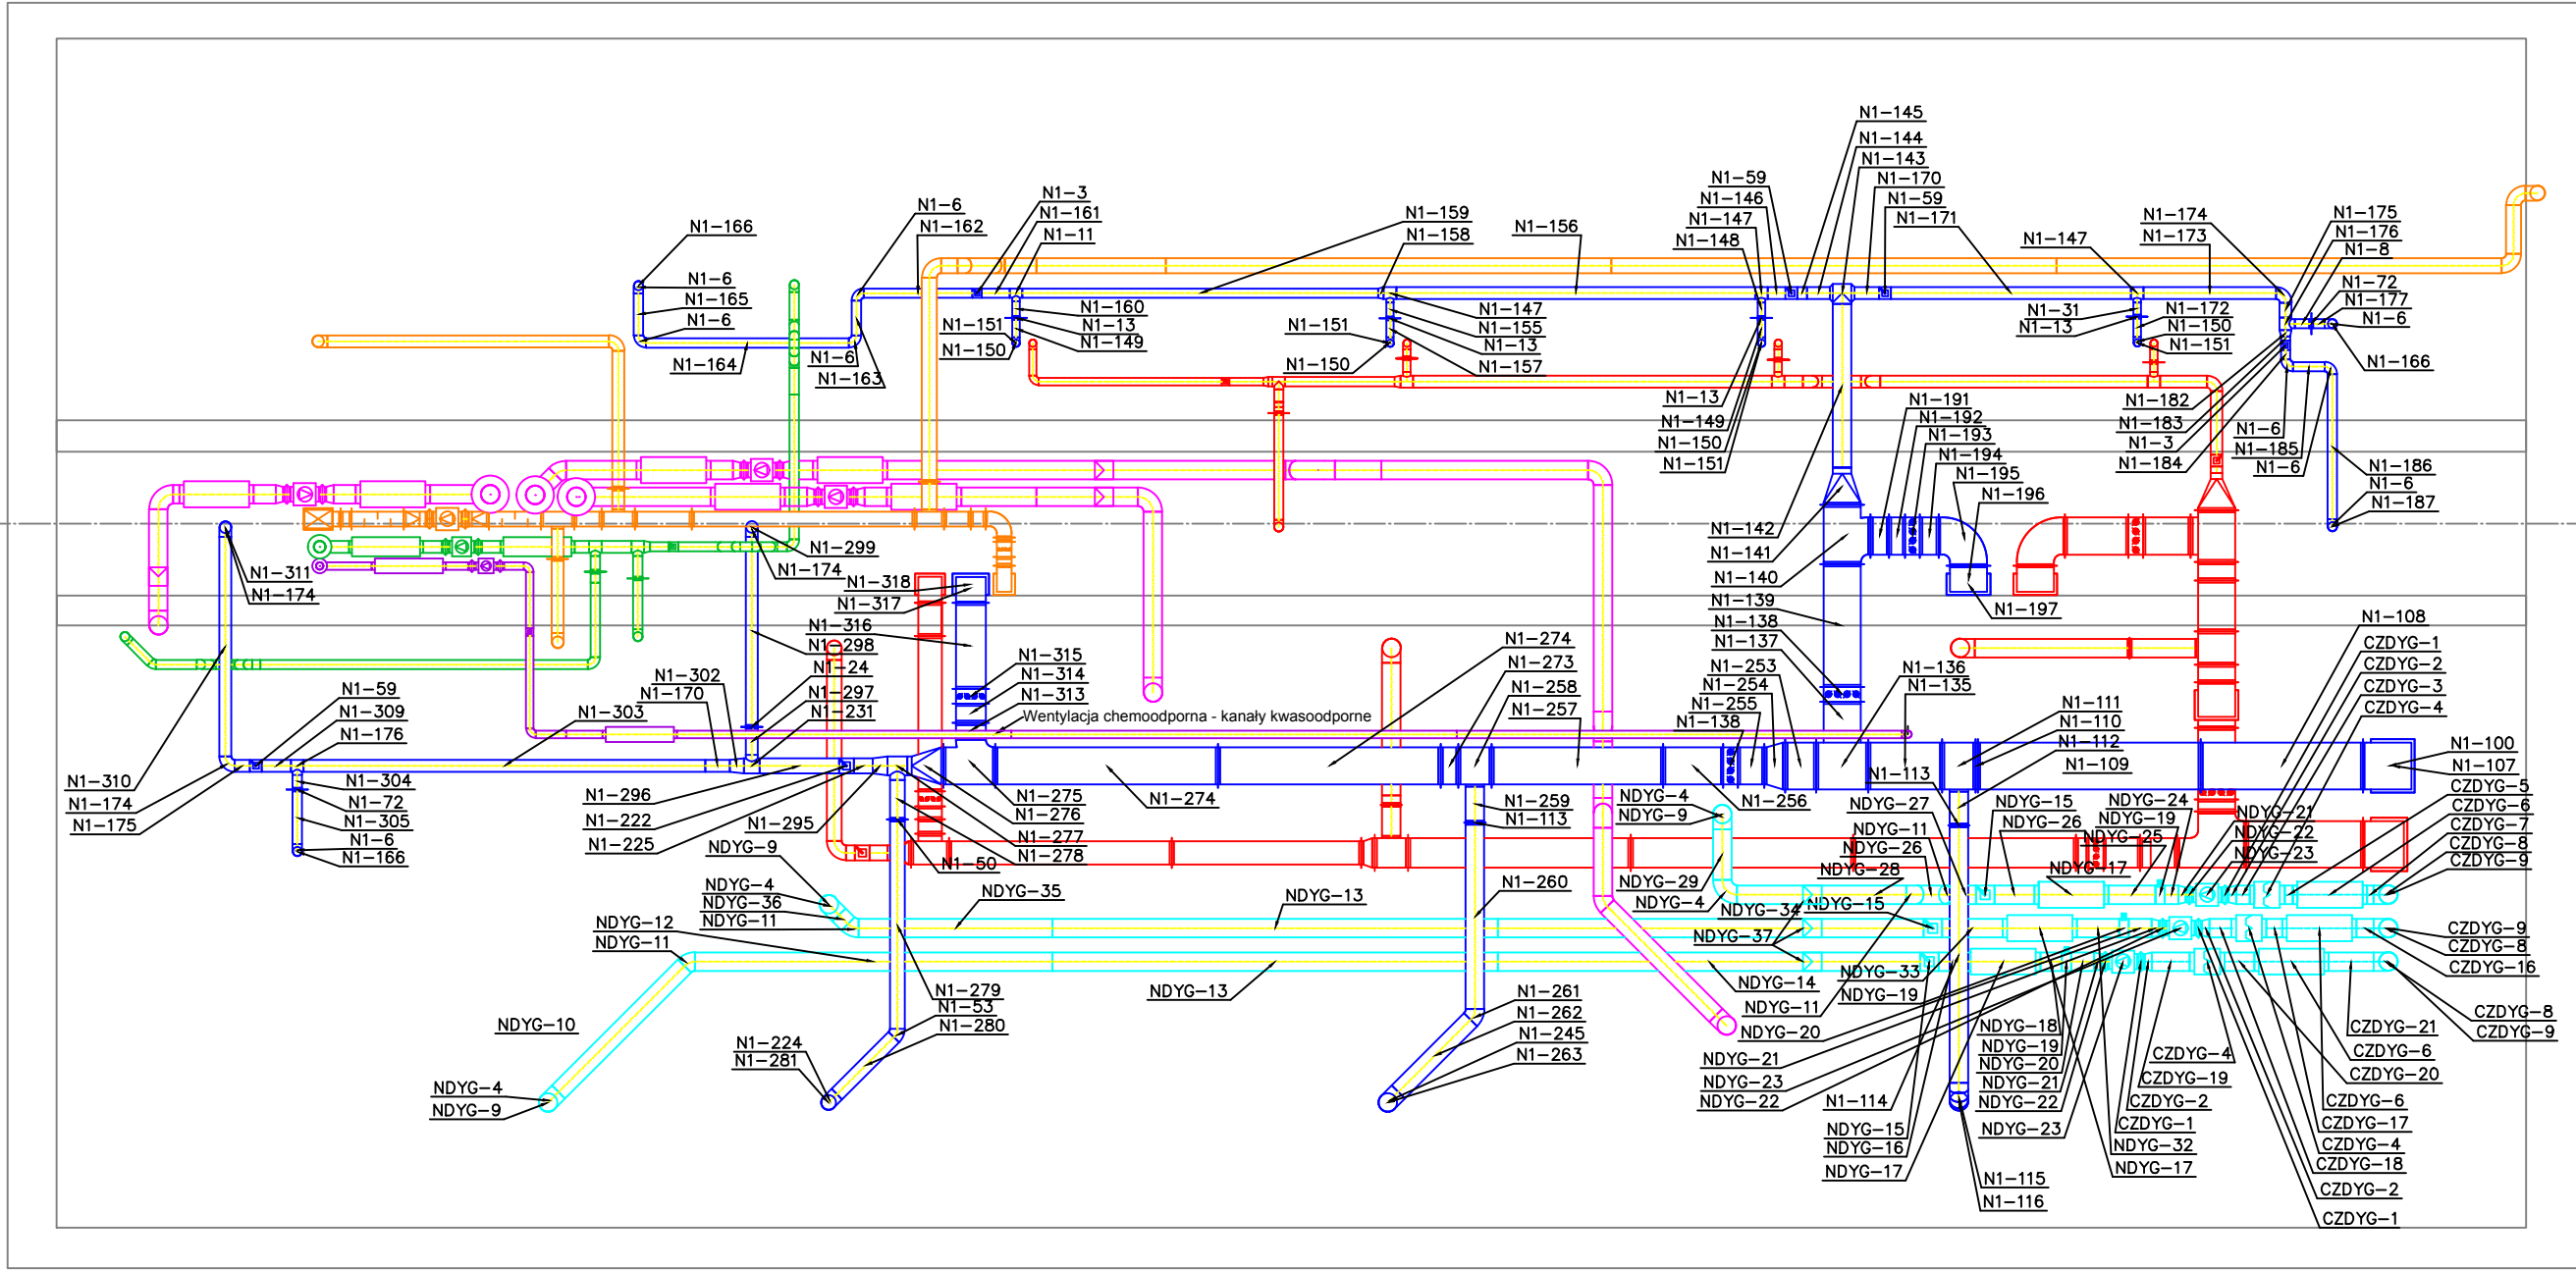 N1-145
N1-144
N1-143
N1-59
N1-170
N1-146
N1-59
N1-147
N1-171
N1-148
N1-3
N1-161
N1-11
N1-6
N1-162
N1-166
N1-159
N1-158
N1-156
N1-174
N1-173
N1-147
N1-175
N1-176
N1-8
N1-72
N1-177
N1-6
N1-166
N1-6
N1-165
N1-6
N1-164
N1-6
N1-163
N1-151
N1-150
N1-160
N1-13
N1-149
N1-151
N1-150
N1-147
N1-155
N1-13
N1-157
N1-31
N1-13
N1-172
N1-150
N1-151
N1-13
N1-149
N1-150
N1-151
N1-191
N1-192
N1-193
N1-194
N1-195
N1-196
N1-197
N1-182
N1-183
N1-3
N1-184
N1-6
N1-185
N1-6
N1-186
N1-6
N1-187
N1-142
N1-141
N1-140
N1-139
N1-138
N1-137
N1-311
N1-174
N1-299
N1-174
N1-318
N1-317
N1-316
N1-298
N1-24
N1-297
N1-231
N1-302
N1-170
N1-303
N1-59
N1-309
N1-176
N1-315
N1-314
N1-313
Wentylacja chemoodporna - kanały kwasoodporne
N1-274
N1-273
N1-258
N1-257
N1-253
N1-254
N1-255
N1-138
N1-136
N1-135
N1-111
N1-110
N1-112
N1-109
N1-113
N1-108
CZDYG-1
CZDYG-2
CZDYG-3
CZDYG-4
N1-100
N1-107
CZDYG-5
CZDYG-6
CZDYG-7
CZDYG-8
CZDYG-9
N1-310
N1-174
N1-175
N1-304
N1-72
N1-305
N1-6
N1-166
N1-296
N1-222
N1-225
N1-295
N1-275
N1-276
N1-277
N1-278
N1-50
N1-274
N1-259
N1-113
N1-256
NDYG-4
NDYG-9
NDYG-27
NDYG-15
NDYG-26
NDYG-11
NDYG-26
NDYG-28
NDYG-17
NDYG-24
NDYG-19
NDYG-25
NDYG-21
NDYG-22
NDYG-23
NDYG-9
NDYG-4
NDYG-36
NDYG-11
NDYG-35
NDYG-13
N1-260
NDYG-29
NDYG-4
NDYG-34
NDYG-15
NDYG-37
NDYG-12
NDYG-11
NDYG-13
NDYG-14
NDYG-33
NDYG-19
NDYG-11
NDYG-20
NDYG-21
NDYG-23
NDYG-22
CZDYG-9
CZDYG-8
CZDYG-16
CZDYG-8
CZDYG-9
NDYG-10
NDYG-4
NDYG-9
N1-279
N1-53
N1-280
N1-224
N1-281
N1-261
N1-262
N1-245
N1-263
NDYG-18
NDYG-19
NDYG-20
NDYG-21
NDYG-22
NDYG-23
N1-114
NDYG-15
NDYG-16
NDYG-17
N1-115
N1-116
CZDYG-4
CZDYG-19
CZDYG-2
CZDYG-1
NDYG-32
NDYG-17
CZDYG-21
CZDYG-6
CZDYG-20
CZDYG-6
CZDYG-17
CZDYG-4
CZDYG-18
CZDYG-2
CZDYG-1